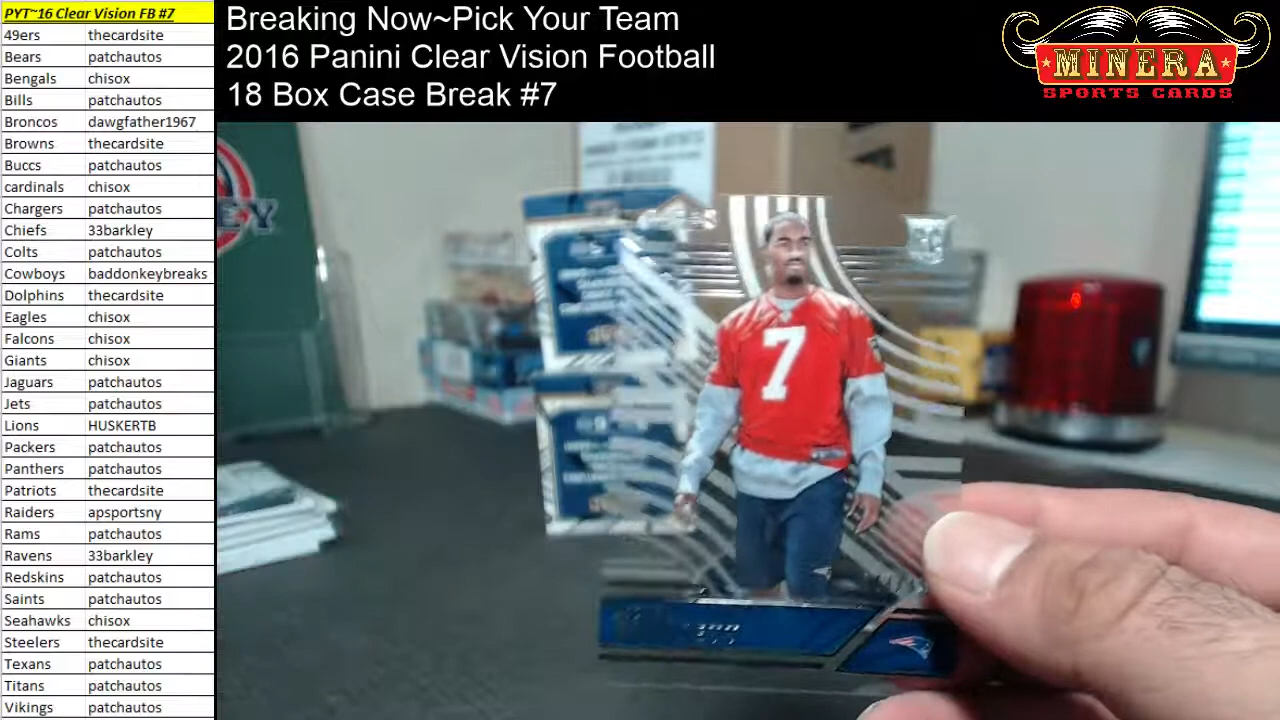 PYT~16 Clear Vision FB #7
49ers thecardsite
Bears patchautos
Bengals chisox
Bills patchautos
Broncos dawgfather1967
Browns thecardsite
Buccs patchautos
cardinals chisox
Chargers patchautos
Chiefs 33barkley
Colts patchautos
Cowboys baddonkeybreaks
Dolphins thecardsite
Eagles chisox
Falcons chisox
Giants chisox
Jaguars patchautos
Jets patchautos
Lions HUSKERTB
Packers patchautos
Panthers patchautos
Patriots thecardsite
Raiders apsportsny
Rams patchautos
Ravens 33barkley
Redskins patchautos
Saints patchautos
Seahawks chisox
Steelers thecardsite
Texans patchautos
Titans patchautos
Vikings patchautos
Breaking Now~Pick Your Team
2016 Panini Clear Vision Football
18 Box Case Break #7
MINERA
SPORTS CARDS
7